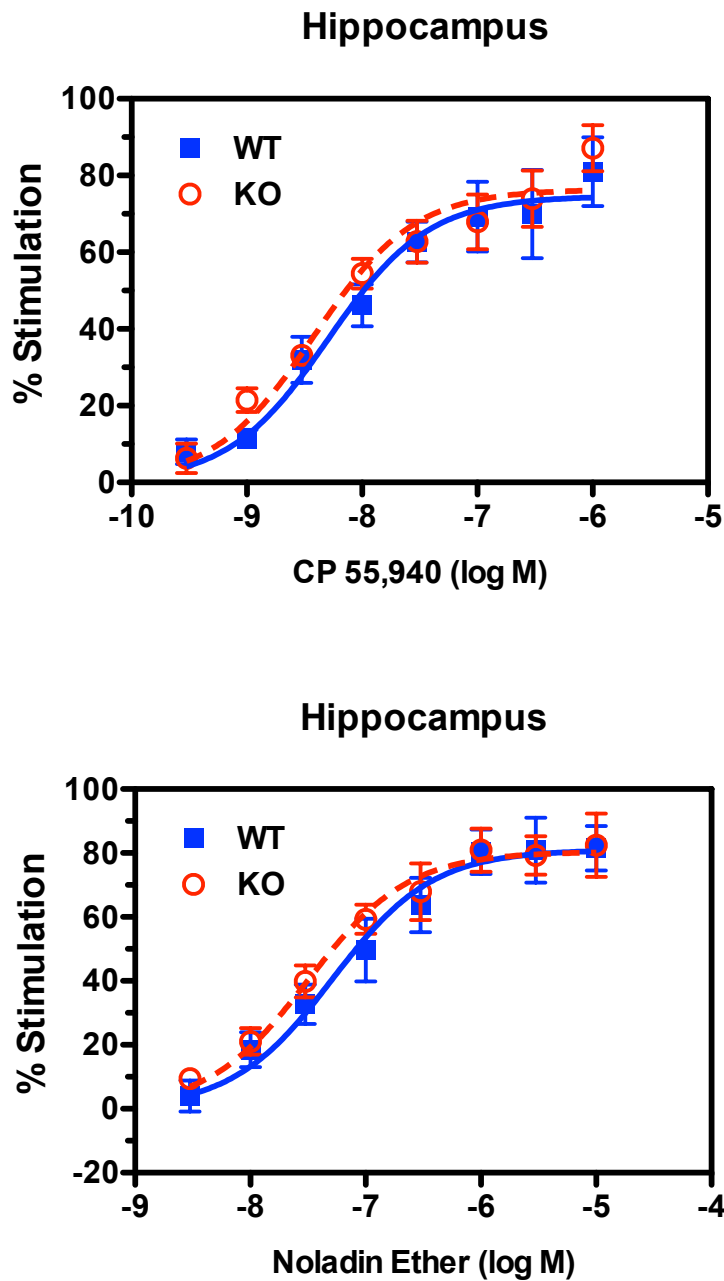 Hippocampus
100
80
60
40
20
0
% Stimulation
WT
KO
-10 -9 -8 -7 -6 -5
CP 55,940 (log M)
Hippocampus
100
80
60
40
20
0
-20
% Stimulation
WT
KO
-9 -8 -7 -6 -5 -4
Noladin Ether (log M)